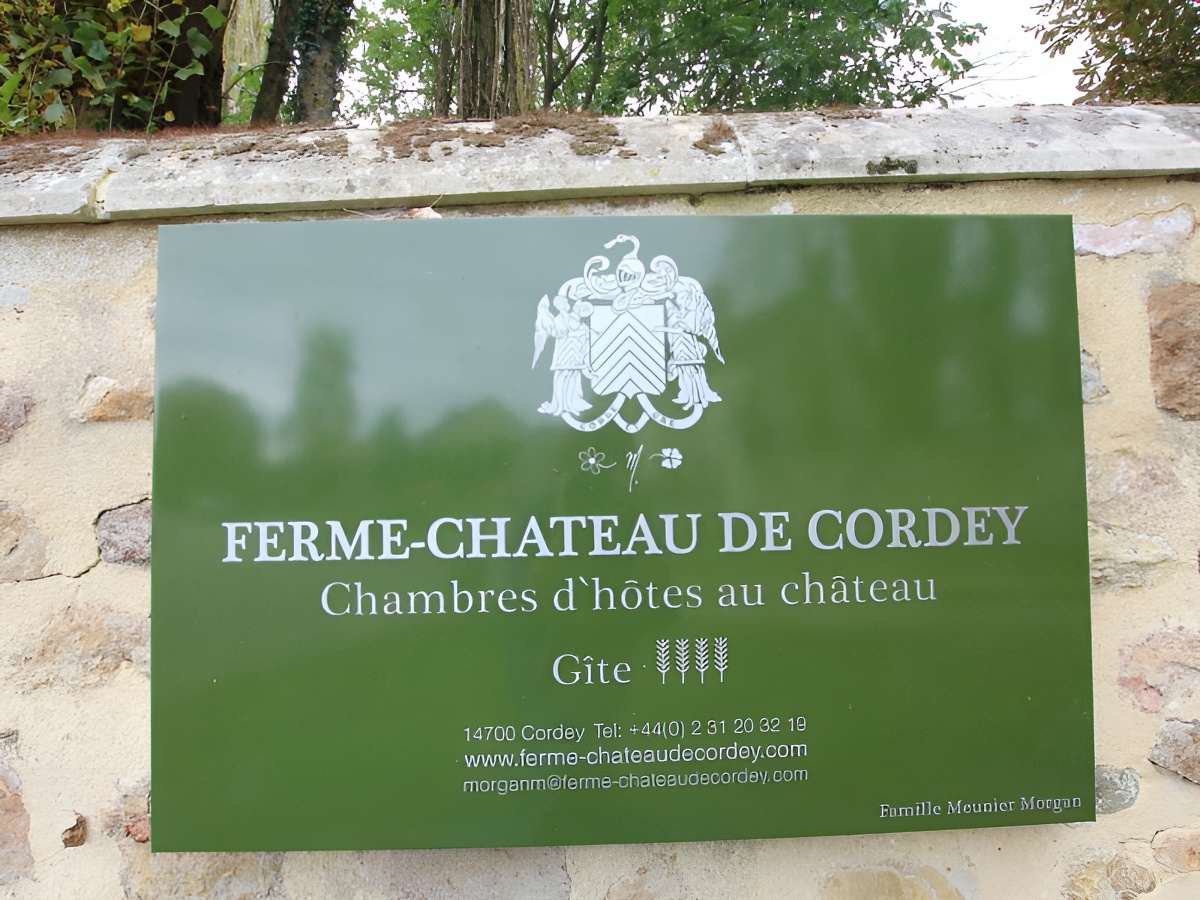 FERME-CHATEAU DE CORDEY
Chambres d`hôtes au château
Gîte
14700 Cordey Tel: +44(0) 2 31 20 32 19
www.ferme-chateaudecordey.com
morganm@ferme-chateaudecordey.com
Famille Meunier Morgan